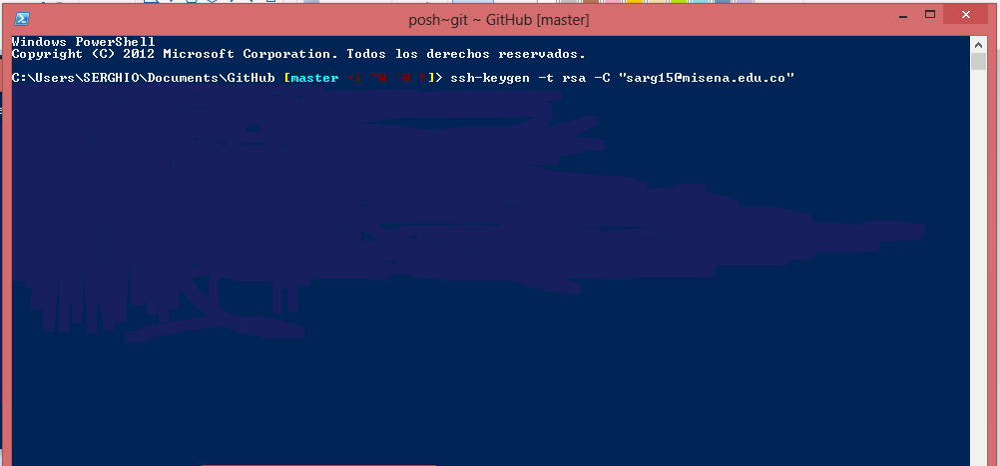 posh~git ~ GitHub [master]
Windows PowerShell
Copyright (C) 2012 Microsoft Corporation. Todos los derechos reservados.
C:\Users\SERGHIO\Documents\GitHub [master ]> ssh-keygen -t rsa -C "sarg15@misena.edu.co"